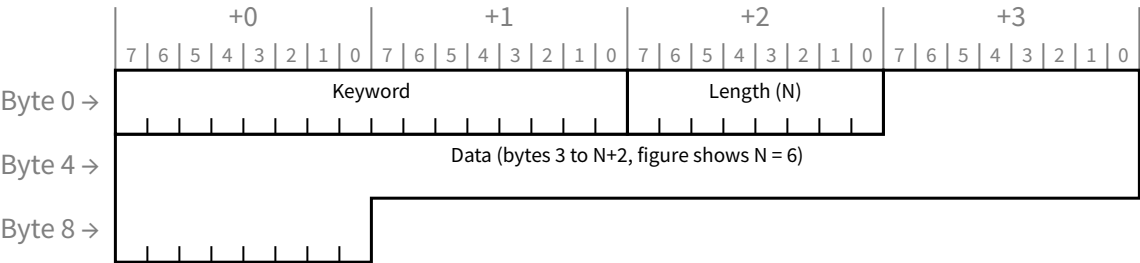 +0 +1 +2 +3
7 6 5 4 3 2 1 0 7 6 5 4 3 2 1 0 7 6 5 4 3 2 1 0 7 6 5 4 3 2 1 0
Byte 0 → Keyword Length (N)
Byte 4 → Data (bytes 3 to N+2, figure shows N = 6)
Byte 8 →